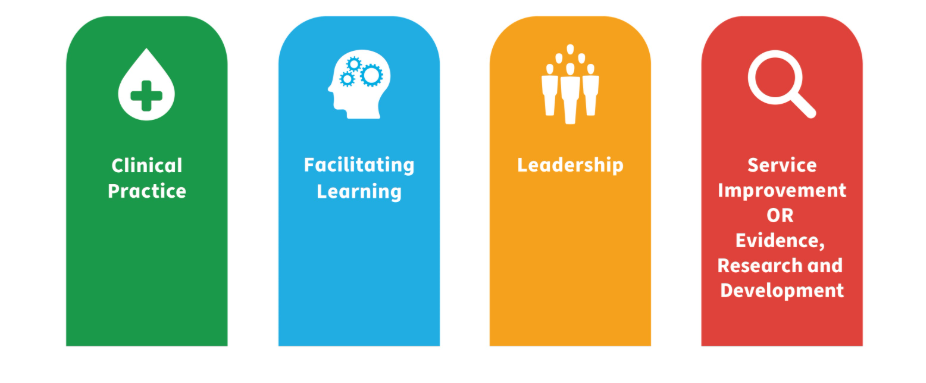 Clinical
Practice
Facilitating
Learning
Leadership
Service
Improvement
OR
Evidence,
Research and
Development